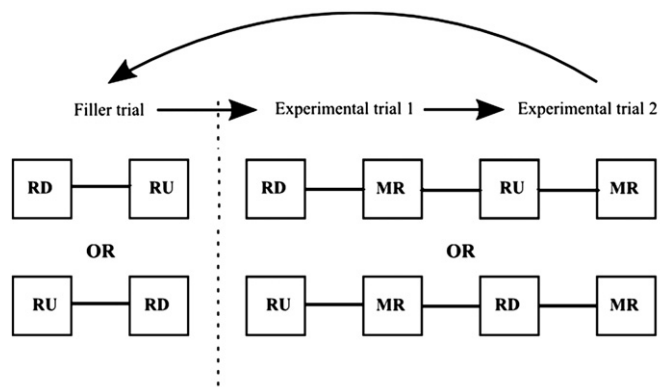 Filler trial Experimental trial 1 Experimental trial 2
RD RU RD MR RU MR
OR OR
RU RD RU MR RD MR